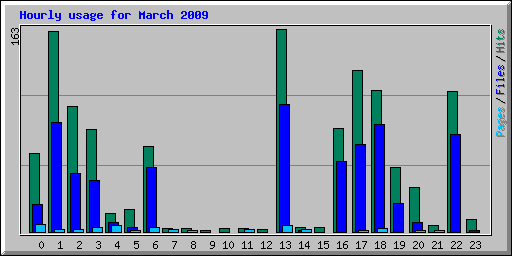 Hourly usage for March 2009
163
Pages/Files/Hits
0 1 2 3 4 5 6 7 8 9 10 11 12 13 14 15 16 17 18 19 20 21 22 23